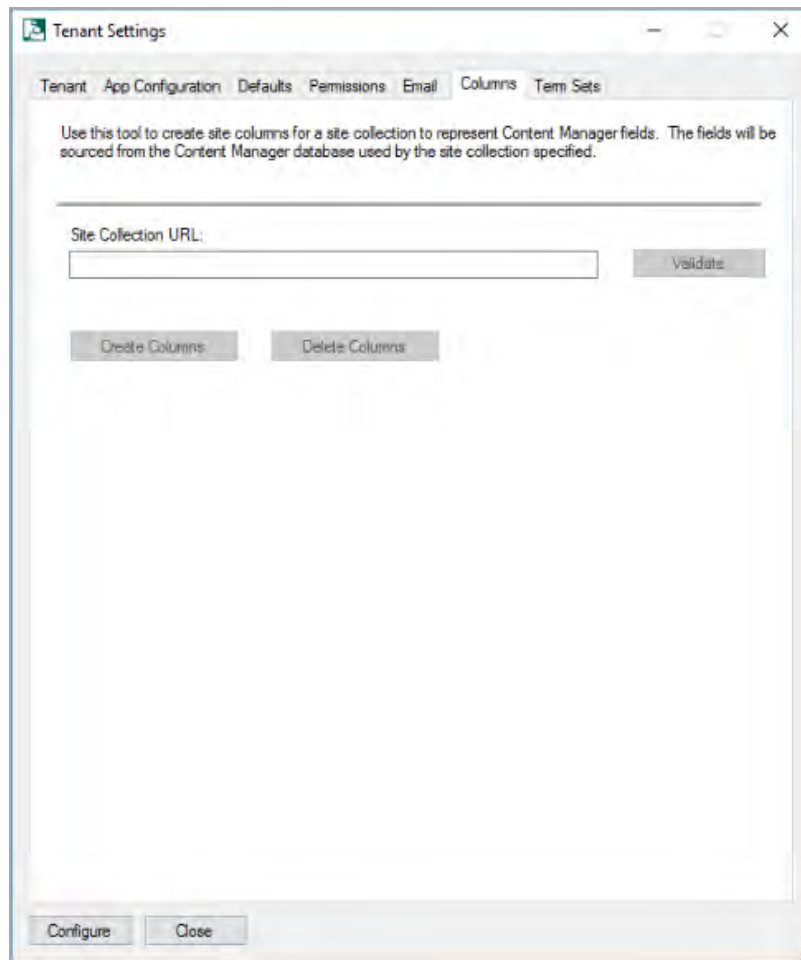 Tenant Settings
Tenant App Configuration Defaults Permissions Email Columns Term Sets
Use this tool to create site columns for a site collection to represent Content Manager fields. The fields will be
sourced from the Content Manager database used by the site collection specified.
Site Collection URL:
Validate
Create Columns Delete Columns
Configure Close